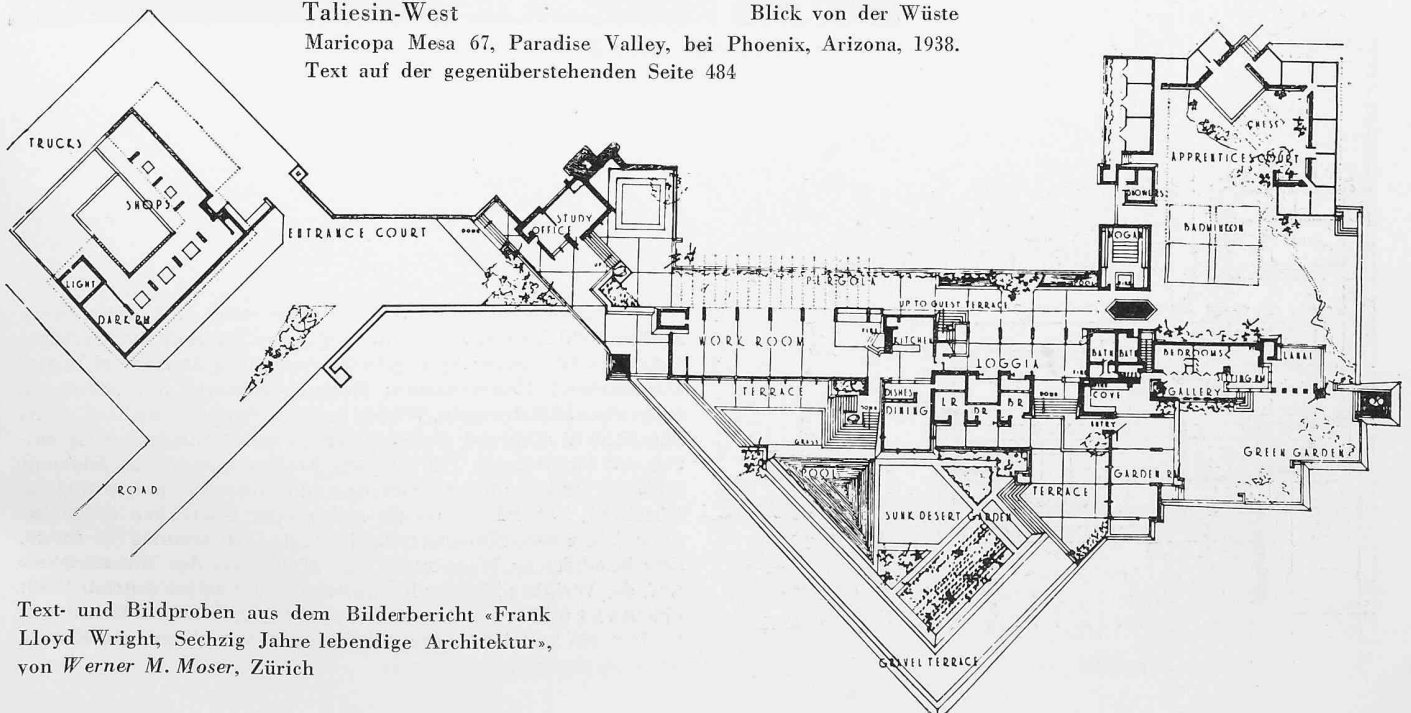 Taliesin-West Blick von der Wüste
Maricopa Mesa 67, Paradise Valley, bei Phoenix, Arizona, 1938.
Text auf der gegenüberstehenden Seite 484
TRUCKS
SHOPS
LIGHT
DARK RM
ENTRANCE COURT
ROAD
STUDY
OFFICE
PERGOLA
UP TO GUEST TERRACE
WORK ROOM
KITCHEN
LOGGIA
TERRACE
DISHES
DINING
LR
DR
BR
GRASS
POOL
SUNK DESERT GARDEN
TERRACE
GRAVEL TERRACE
APPRENTICES COURT
SHOWERS
BADMINTON
HOGAN
BATH
BATH
BEDROOMS
SITTING RM
LANAI
COVE
GALLERY
ENTRY
GARDEN RM
GREEN GARDEN
Text- und Bildproben aus dem Bilderbericht «Frank
Lloyd Wright, Sechzig Jahre lebendige Architektur»,
von Werner M. Moser, Zürich